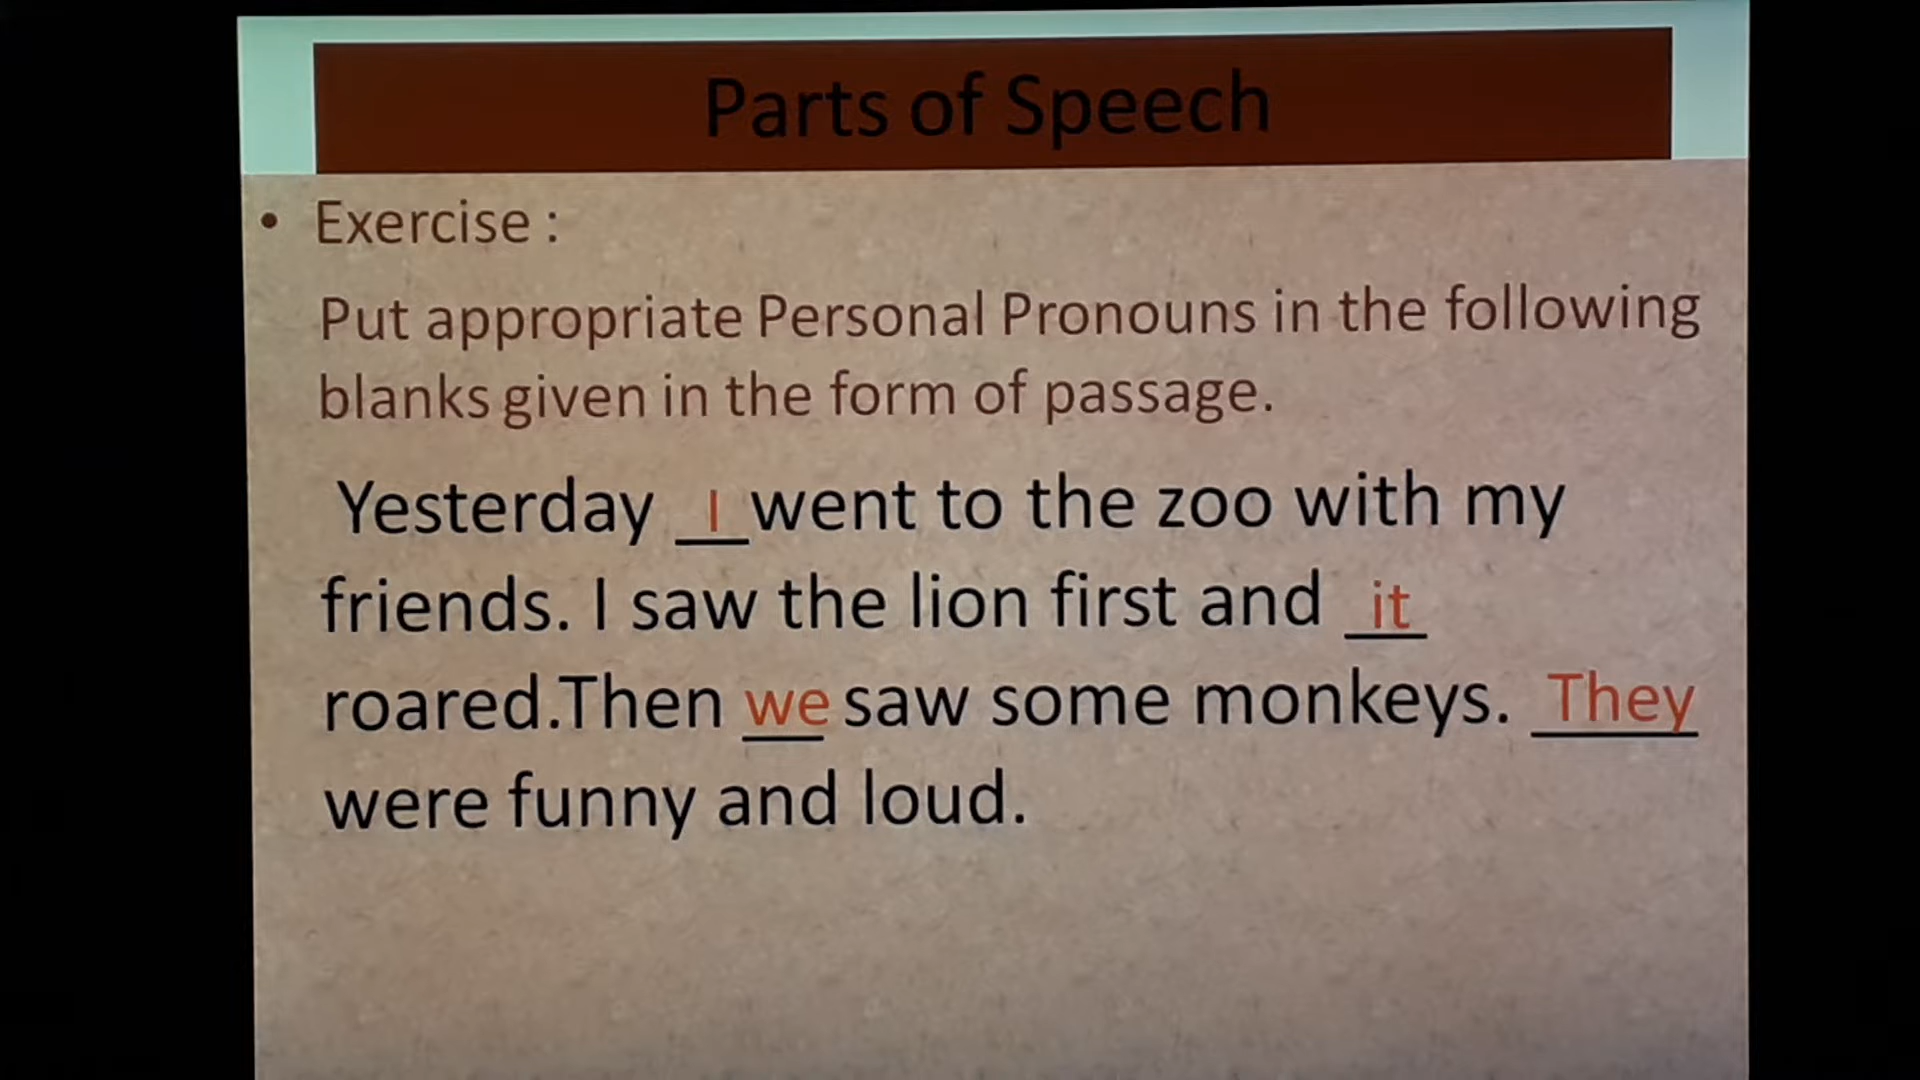 Parts of Speech
• Exercise :
Put appropriate Personal Pronouns in the following
blanks given in the form of passage.
Yesterday I went to the zoo with my
friends. I saw the lion first and it
roared.Then we saw some monkeys. They
were funny and loud.